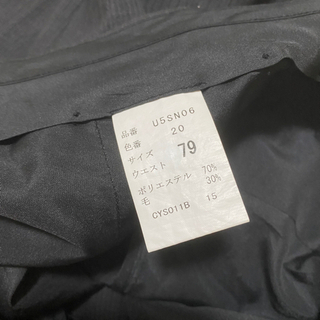 品番 U5SN06
色番 20
サイズ
ウエスト 79
ポリエステル 70%
毛 30%
CYS011B 15